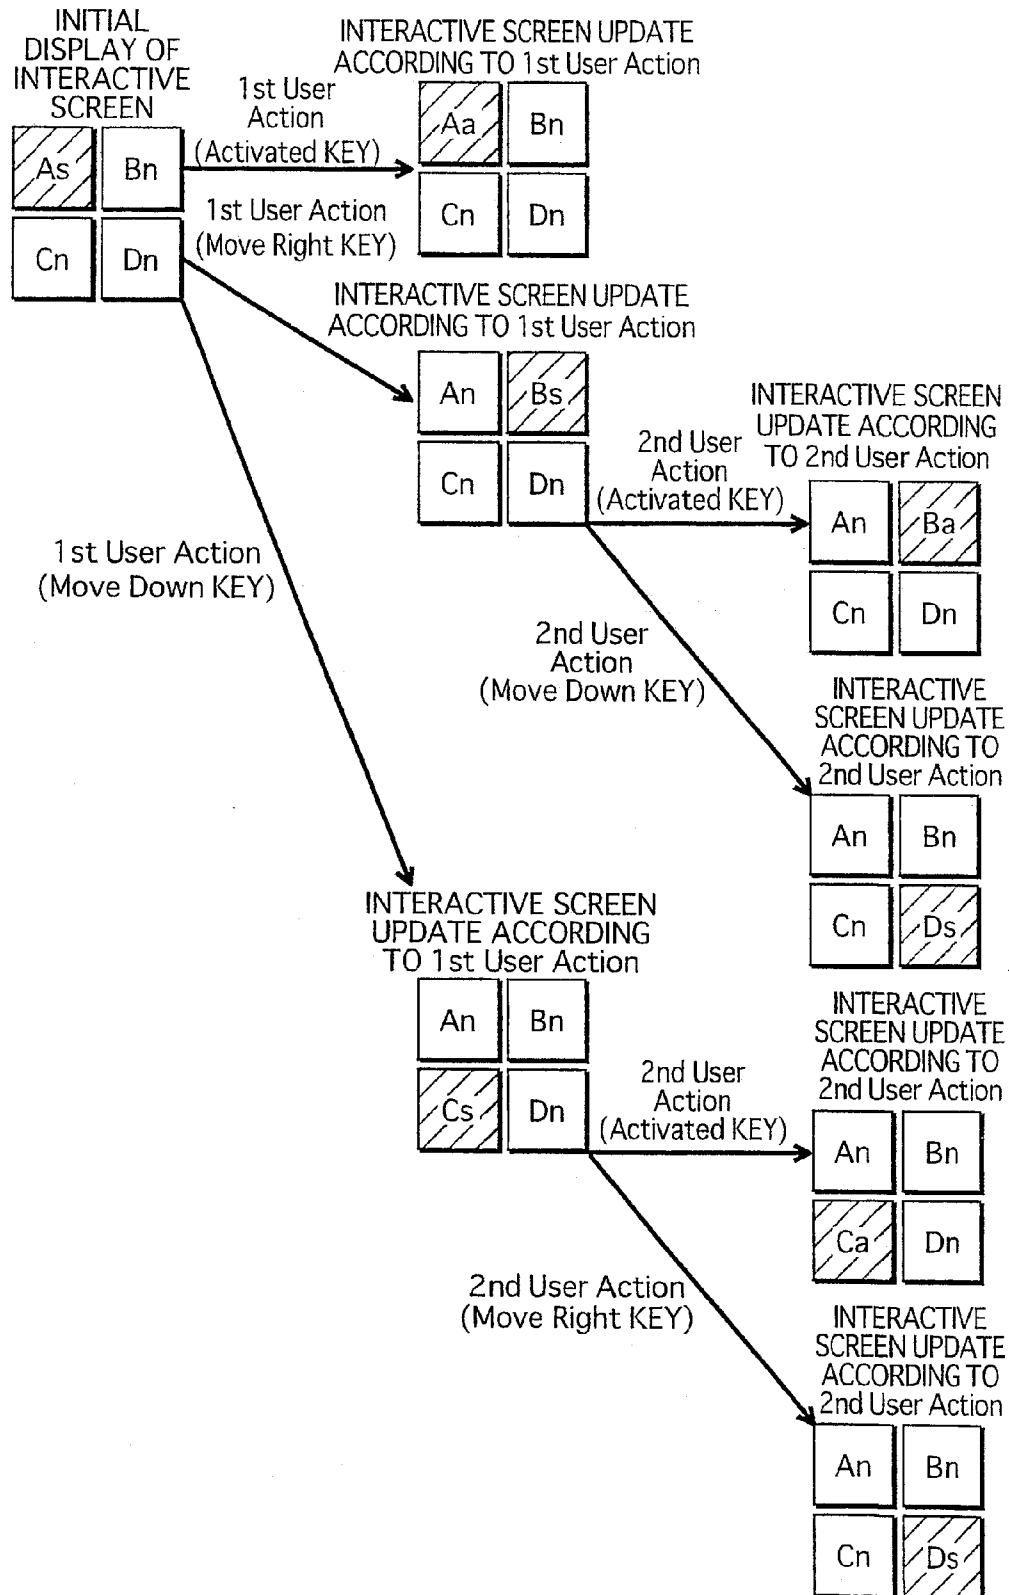 INITIAL
DISPLAY OF
INTERACTIVE
SCREEN
As Bn
Cn Dn
1st User
Action
(Activated KEY)
INTERACTIVE SCREEN UPDATE
ACCORDING TO 1st User Action
Aa Bn
Cn Dn
1st User Action
(Move Right KEY)
INTERACTIVE SCREEN UPDATE
ACCORDING TO 1st User Action
An Bs
Cn Dn
2nd User
Action
(Activated KEY)
INTERACTIVE SCREEN
UPDATE ACCORDING
TO 2nd User Action
An Ba
Cn Dn
2nd User
Action
(Move Down KEY)
INTERACTIVE
SCREEN UPDATE
ACCORDING TO
2nd User Action
An Bn
Cn Ds
1st User Action
(Move Down KEY)
INTERACTIVE SCREEN
UPDATE ACCORDING
TO 1st User Action
An Bn
Cs Dn
2nd User
Action
(Activated KEY)
INTERACTIVE
SCREEN UPDATE
ACCORDING TO
2nd User Action
An Bn
Ca Dn
2nd User Action
(Move Right KEY)
INTERACTIVE
SCREEN UPDATE
ACCORDING TO
2nd User Action
An Bn
Cn Ds